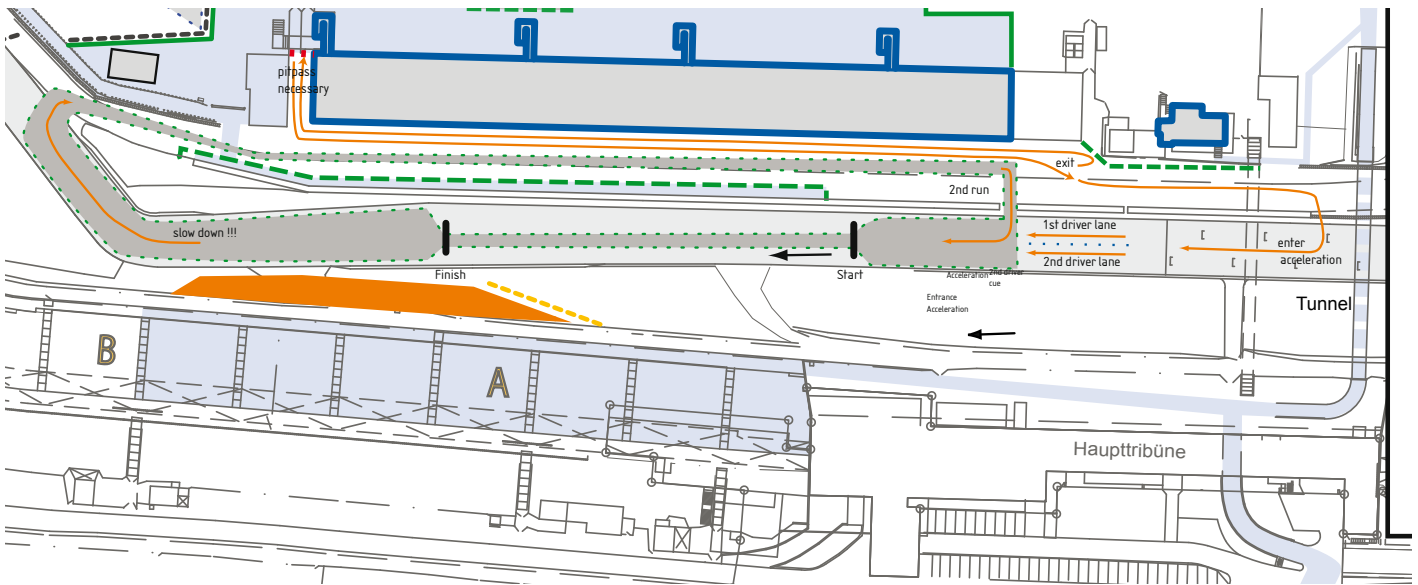 pitpass
necessary
exit
2nd run
1st driver lane
slow down !!!
enter
acceleration
2nd driver lane
Finish
Start
Acceleration
2nd driver
cue
Entrance
Acceleration
Tunnel
B
A
Haupttribüne